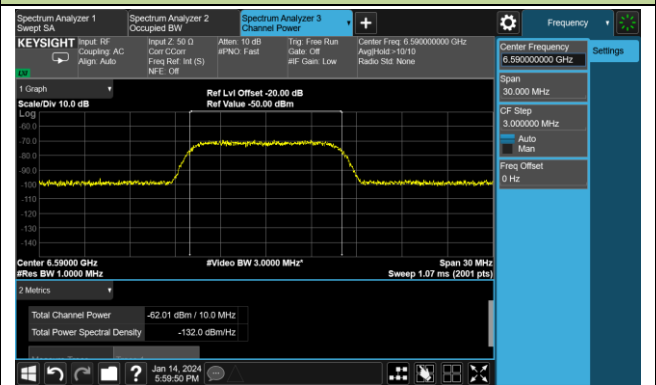 Spectrum Analyzer 1
Swept SA
Spectrum Analyzer 2
Occupied BW
Spectrum Analyzer 3
Channel Power
Frequency
KEYSIGHT
Input: RF
Coupling: AC
Align: Auto
Input Z: 50 Ω
Corr CCorr
Freq Ref: Int (S)
NFE: Off
Atten: 10 dB
#PNO: Fast
Trig: Free Run
Gate: Off
#IF Gain: Low
Center Freq: 6.590000000 GHz
Avg|Hold:>10/10
Radio Std: None
Center Frequency
6.590000000 GHz
Settings
Span
30.000 MHz
CF Step
3.000000 MHz
Auto
Man
Freq Offset
0 Hz
1 Graph
Scale/Div 10.0 dB
Ref Lvl Offset -20.00 dB
Ref Value -50.00 dBm
Log
-60.0
-70.0
-80.0
-90.0
-100
-110
-120
-130
-140
Center 6.59000 GHz
#Video BW 3.0000 MHz*
Span 30 MHz
#Res BW 1.0000 MHz
Sweep 1.07 ms (2001 pts)
2 Metrics
Total Channel Power
-62.01 dBm / 10.0 MHz
Total Power Spectral Density
-132.0 dBm/Hz
Jan 14, 2024
5:59:50 PM